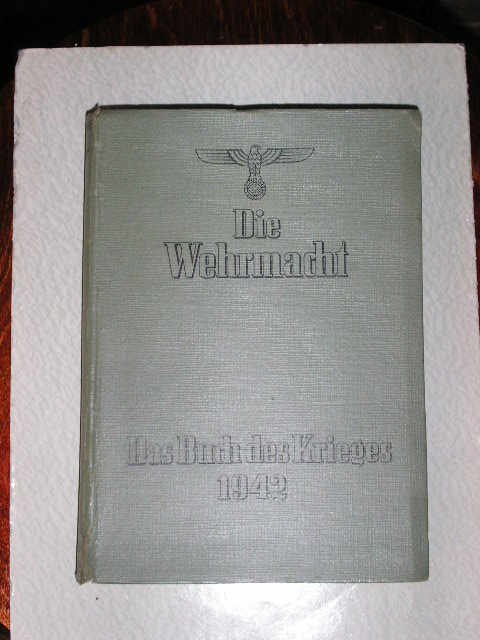 Die
Wehrmacht
Das Buch des Krieges
1942